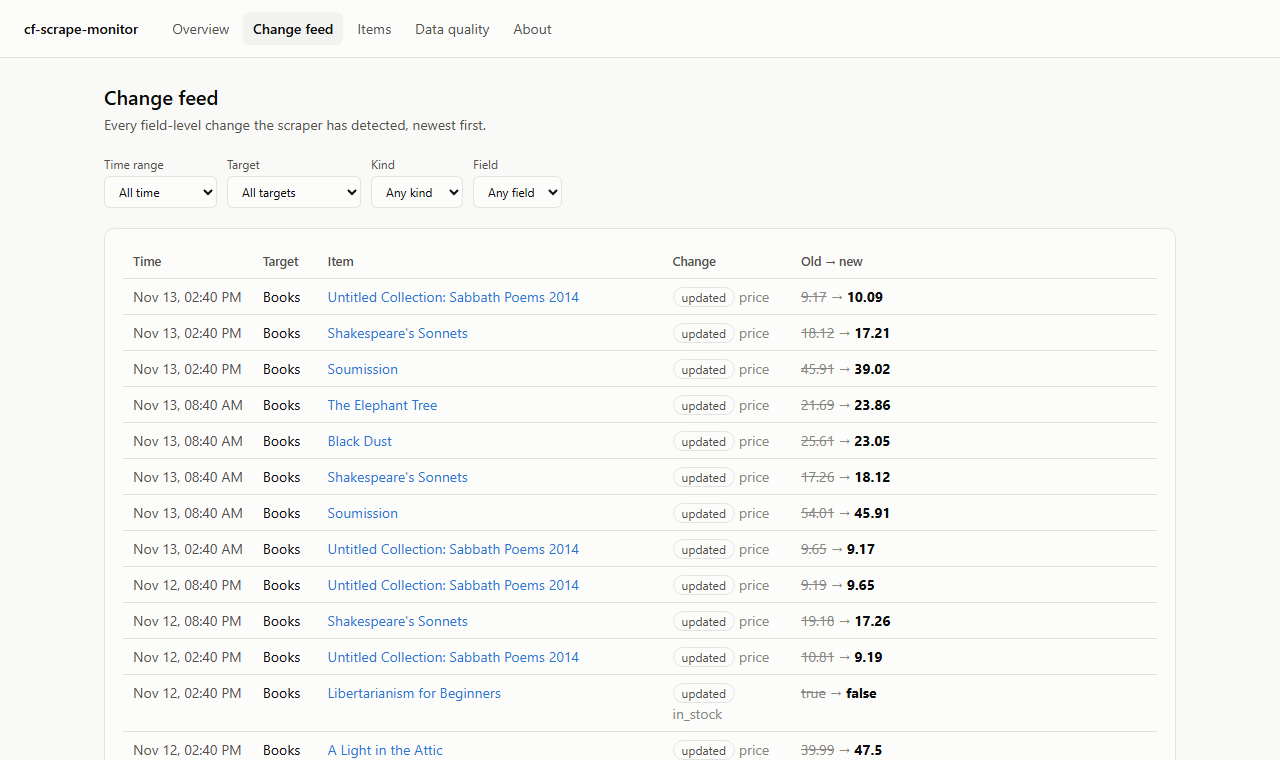 cf-scrape-monitor Overview Change feed Items Data quality About
Change feed
Every field-level change the scraper has detected, newest first.
Time range Target Kind Field
All time All targets Any kind Any field
Time Target Item Change Old → new
Nov 13, 02:40 PM Books Untitled Collection: Sabbath Poems 2014 updated price 9.17 → 10.09
Nov 13, 02:40 PM Books Shakespeare's Sonnets updated price 18.12 → 17.21
Nov 13, 02:40 PM Books Soumission updated price 45.91 → 39.02
Nov 13, 08:40 AM Books The Elephant Tree updated price 21.69 → 23.86
Nov 13, 08:40 AM Books Black Dust updated price 25.61 → 23.05
Nov 13, 08:40 AM Books Shakespeare's Sonnets updated price 17.26 → 18.12
Nov 13, 08:40 AM Books Soumission updated price 54.01 → 45.91
Nov 13, 02:40 AM Books Untitled Collection: Sabbath Poems 2014 updated price 9.65 → 9.17
Nov 12, 08:40 PM Books Untitled Collection: Sabbath Poems 2014 updated price 9.19 → 9.65
Nov 12, 08:40 PM Books Shakespeare's Sonnets updated price 19.18 → 17.26
Nov 12, 02:40 PM Books Untitled Collection: Sabbath Poems 2014 updated price 10.81 → 9.19
Nov 12, 02:40 PM Books Libertarianism for Beginners updated true → false
in_stock
Nov 12, 02:40 PM Books A Light in the Attic updated price 39.99 → 47.5